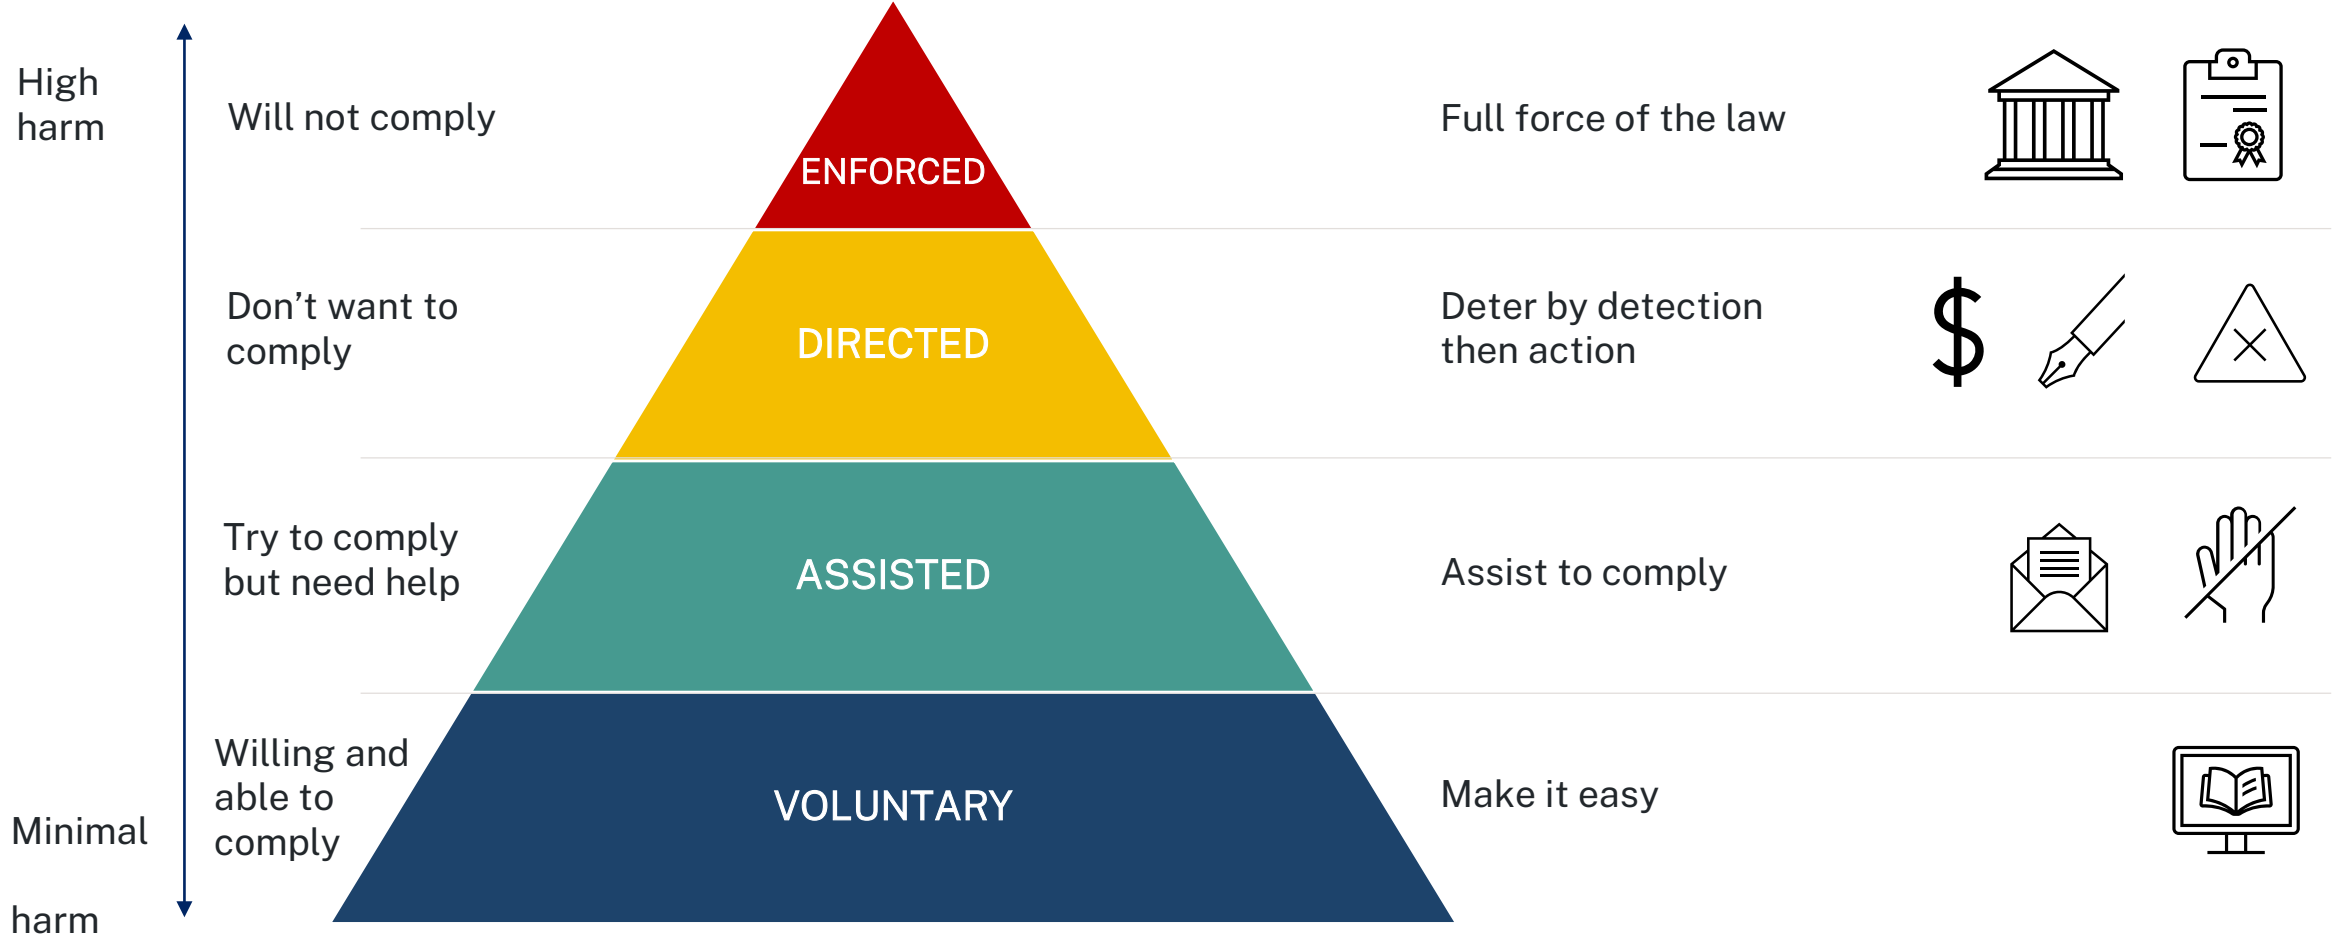 High
harm
Will not comply
ENFORCED
Full force of the law
Don’t want to
comply
DIRECTED
Deter by detection
then action
$
Try to comply
but need help
ASSISTED
Assist to comply
Willing and
able to
comply
VOLUNTARY
Make it easy
Minimal
harm